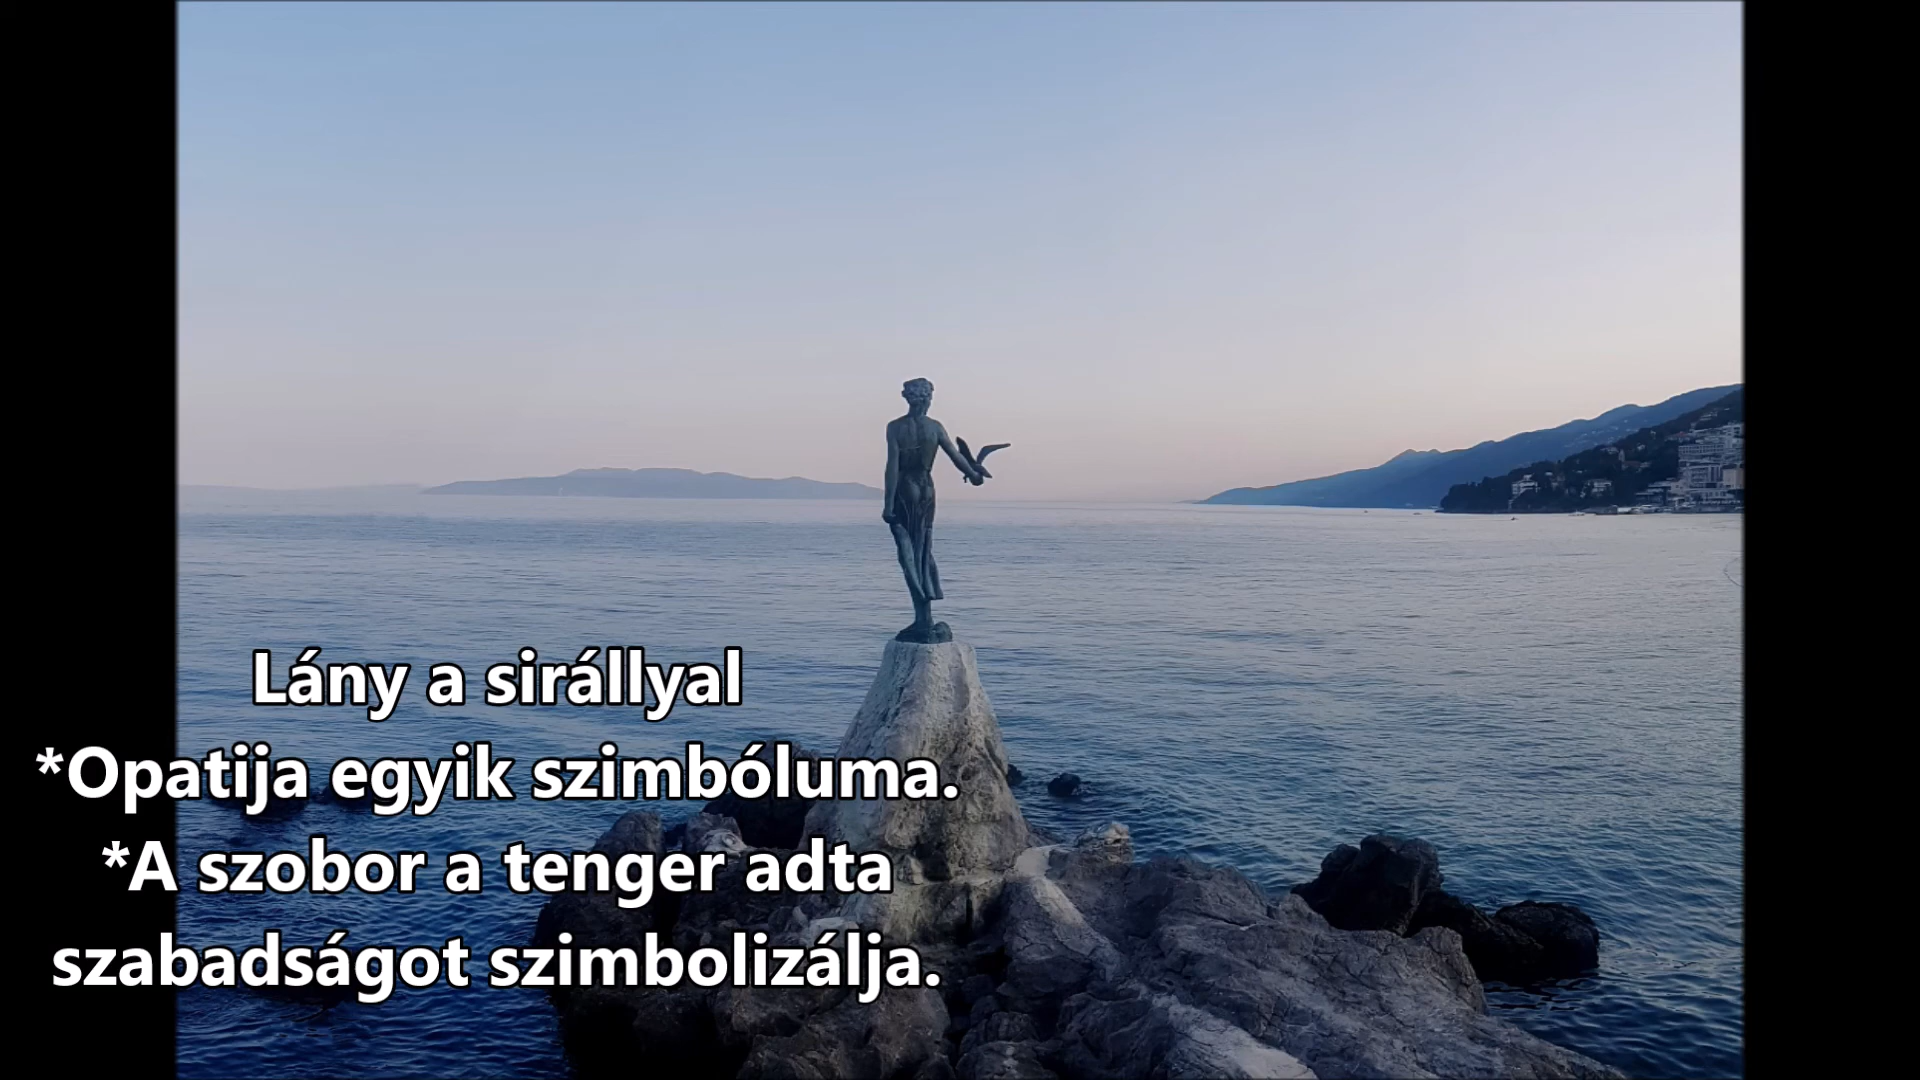 Lány a sirállyal
*Opatija egyik szimbóluma.
*A szobor a tenger adta
szabadságot szimbolizálja.